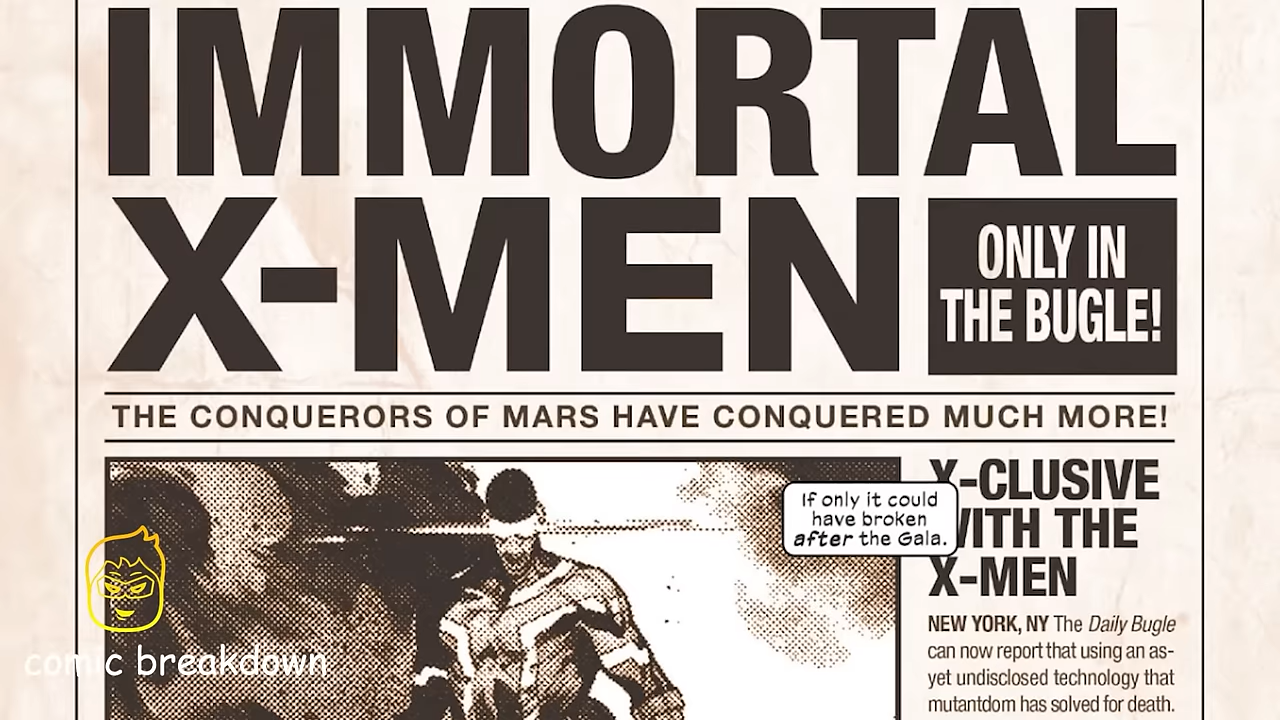 IMMORTAL
X-MEN
ONLY IN
THE BUGLE!
THE CONQUERORS OF MARS HAVE CONQUERED MUCH MORE!
If only it could
have broken
after the Gala.
X-CLUSIVE
WITH THE
X-MEN
NEW YORK, NY The Daily Bugle
can now report that using an as-
yet undisclosed technology that
mutantdom has solved for death.
comic breakdown